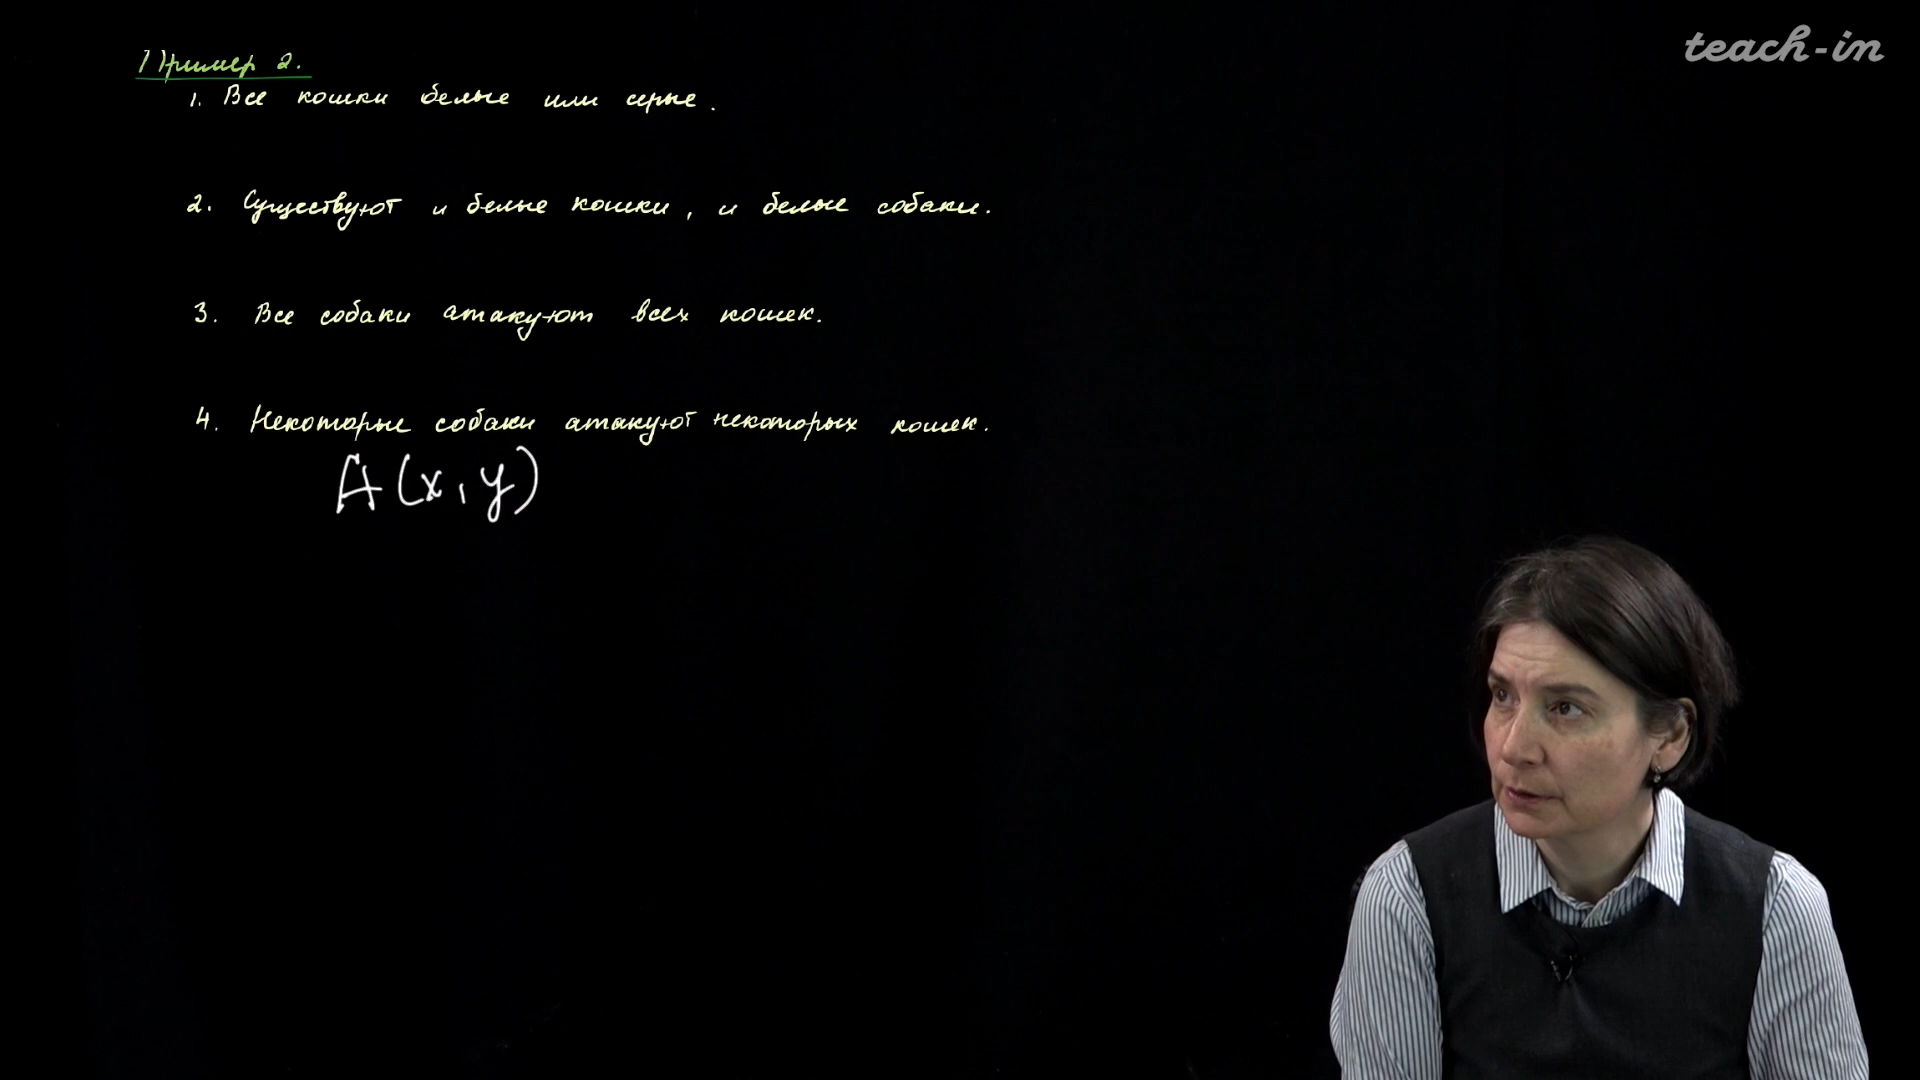 teach-in
Пример 2.
1. Все кошки белые или серые.
2. Существуют и белые кошки, и белые собаки.
3. Все собаки атакуют всех кошек.
4. Некоторые собаки атакуют некоторых кошек.
A(x, y)